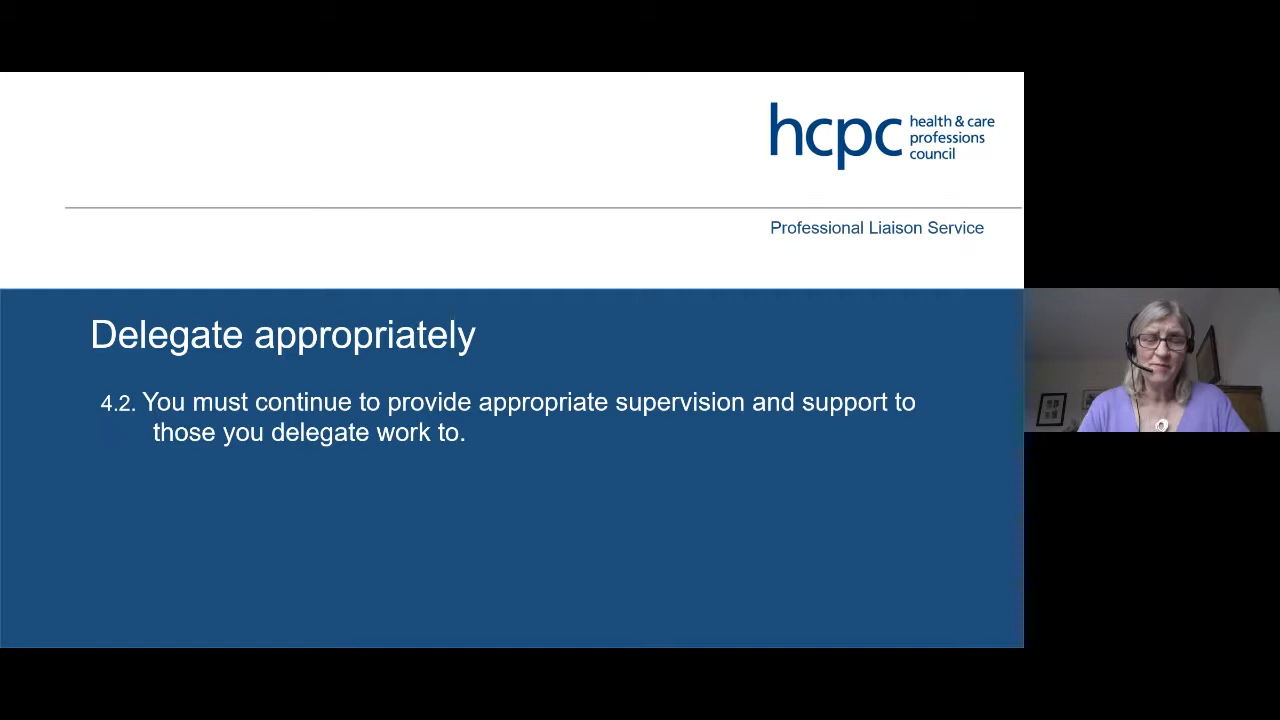 hcpc
health & care
professions
council
Professional Liaison Service
Delegate appropriately
4.2. You must continue to provide appropriate supervision and support to
those you delegate work to.